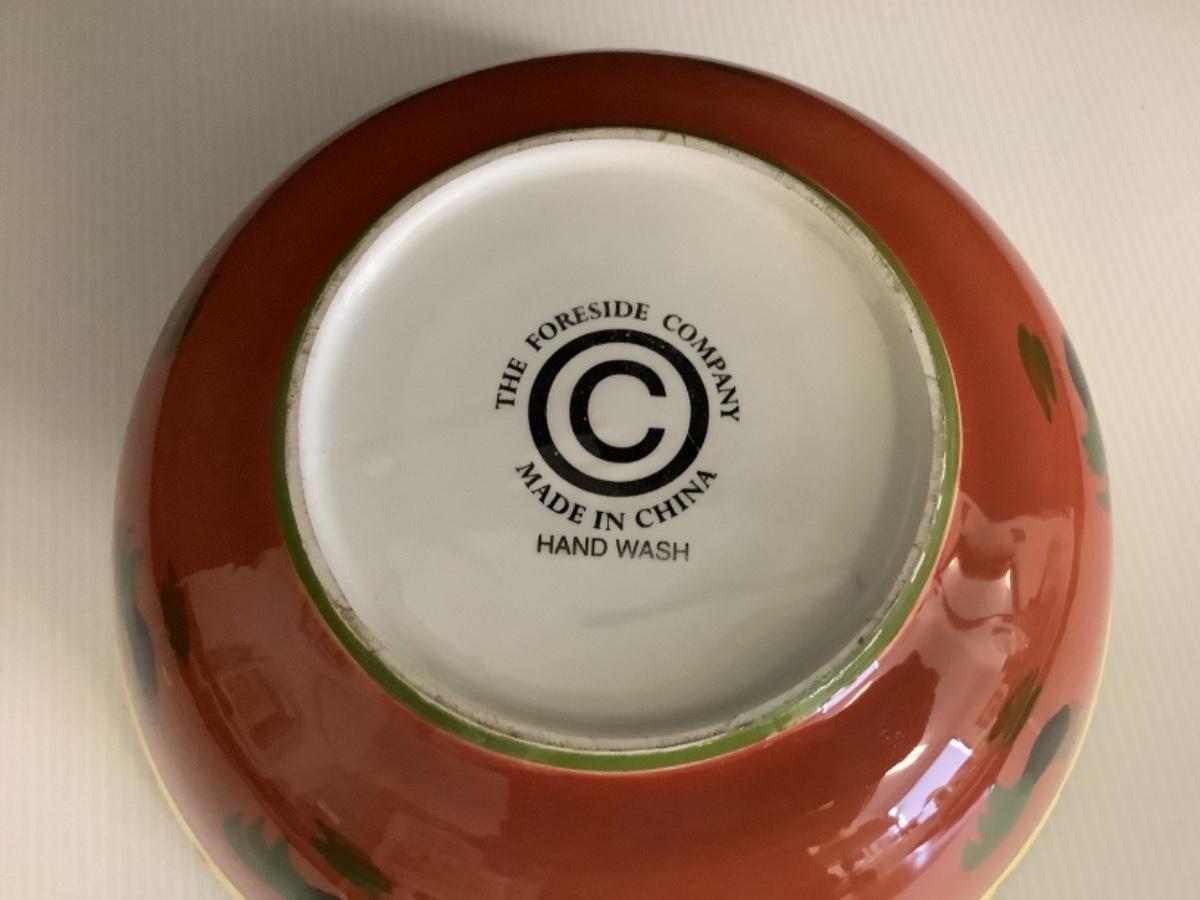 THE FORESIDE COMPANY
©
MADE IN CHINA
HAND WASH